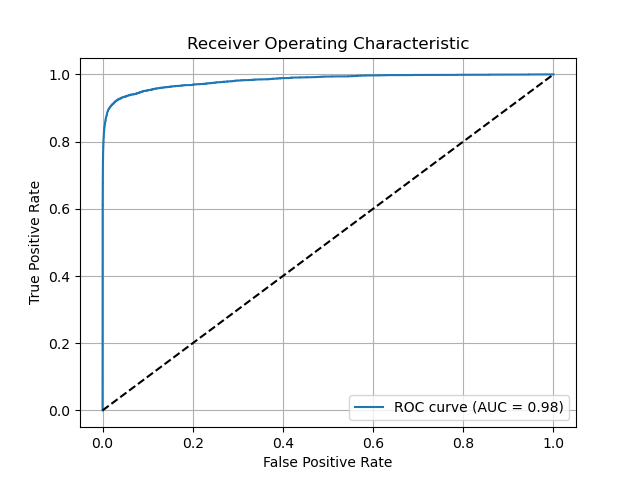 Receiver Operating Characteristic
True Positive Rate
1.0
0.8
0.6
0.4
0.2
0.0
ROC curve (AUC = 0.98)
0.0 0.2 0.4 0.6 0.8 1.0
False Positive Rate